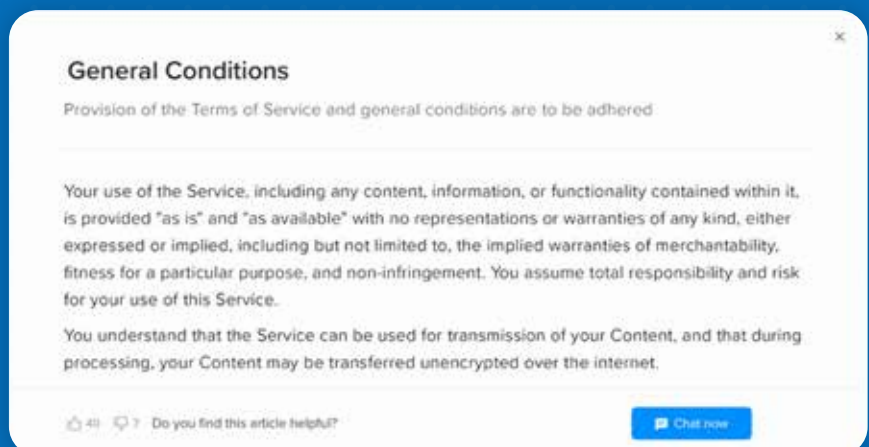 General Conditions
Provision of the Terms of Service and general conditions are to be adhered
Your use of the Service, including any content, information, or functionality contained within it,
is provided "as is" and "as available" with no representations or warranties of any kind, either
expressed or implied, including but not limited to, the implied warranties of merchantability,
fitness for a particular purpose, and non-infringement. You assume total responsibility and risk
for your use of this Service.
You understand that the Service can be used for transmission of your Content, and that during
processing, your Content may be transferred unencrypted over the internet.
7 Do you find this article helpful?
Chat now